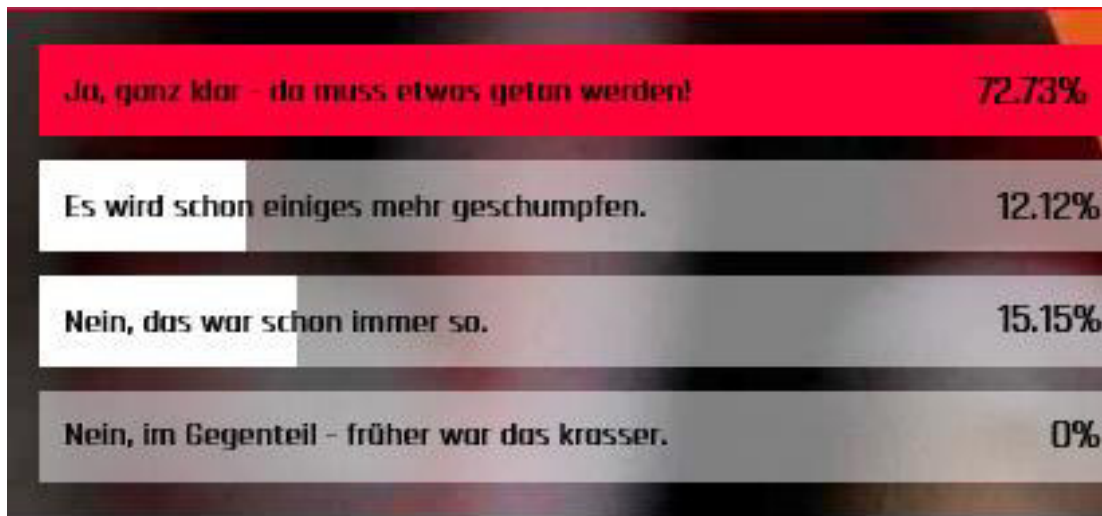 Ja, ganz klar - da muss etwas getan werden! 72.73%
Es wird schon einiges mehr geschumpfen. 12.12%
Nein, das war schon immer so. 15.15%
Nein, im Gegenteil - früher war das krasser. 0%